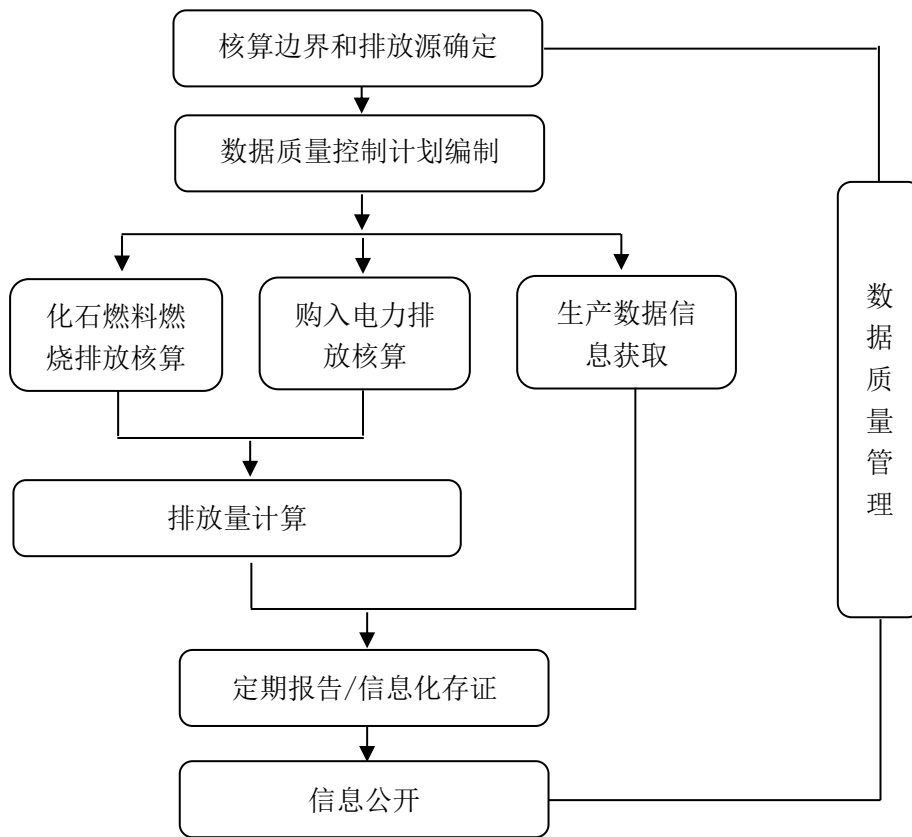 核算边界和排放源确定
数据质量控制计划编制
化石燃料燃
烧排放核算
购入电力排
放核算
生产数据信
息获取
数
据
质
量
管
理
排放量计算
定期报告/信息化存证
信息公开